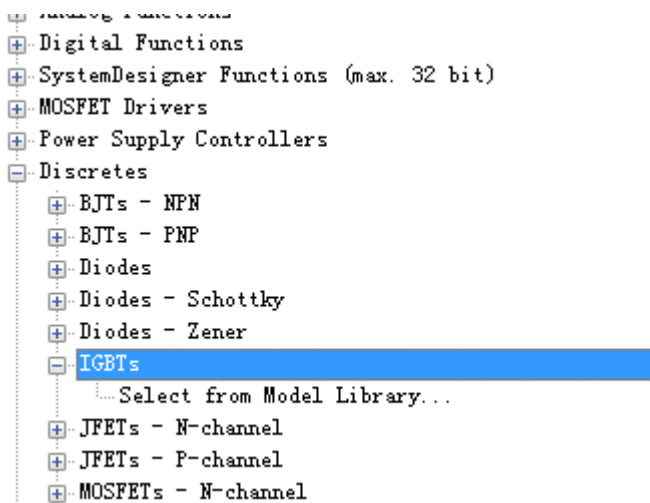 Digital Functions
SystemDesigner Functions (max. 32 bit)
MOSFET Drivers
Power Supply Controllers
Discretes
BJTs - NPN
BJTs - PNP
Diodes
Diodes - Schottky
Diodes - Zener
IGBTs
Select from Model Library...
JFETs - N-channel
JFETs - P-channel
MOSFETs - N-channel